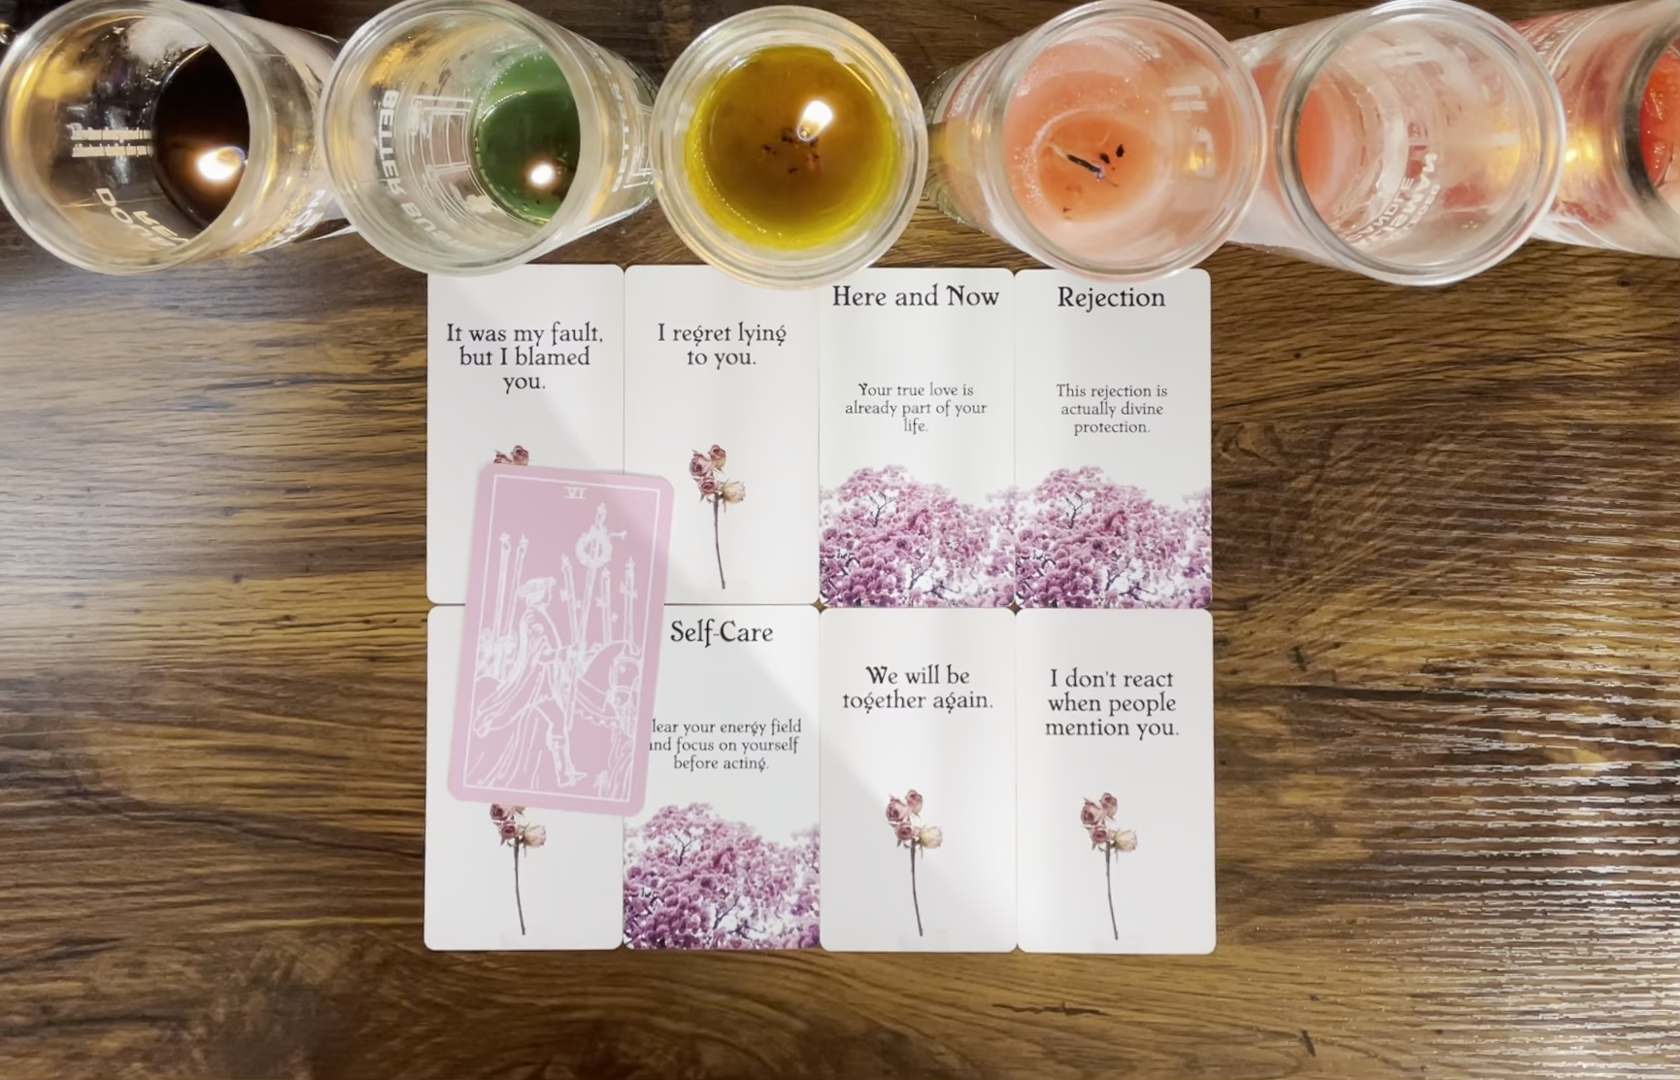 It was my fault,
but I blamed
you.
I regret lying
to you.
Here and Now
Your true love is
already part of your
life.
Rejection
This rejection is
actually divine
protection.
VI
Self-Care
lear your energy field
and focus on yourself
before acting.
We will be
together again.
I don't react
when people
mention you.